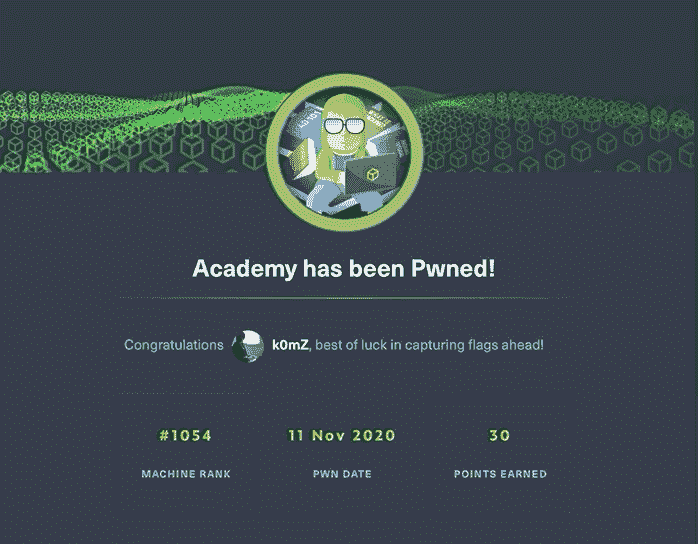 Academy has been Pwned!
Congratulations k0mZ, best of luck in capturing flags ahead!
#1054 11 Nov 2020 30
MACHINE RANK PWN DATE POINTS EARNED